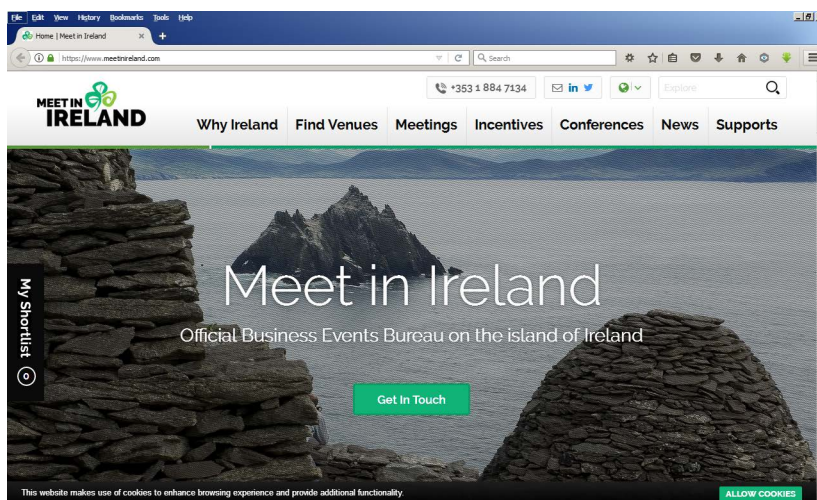 File Edit View History Bookmarks Tools Help
Home | Meet in Ireland
https://www.meetinireland.com
Search
+353 1 884 7134
Explore
MEET IN
IRELAND
Why Ireland Find Venues Meetings Incentives Conferences News Supports
Meet in Ireland
Official Business Events Bureau on the island of Ireland
My Shortlist 0
Get In Touch
This website makes use of cookies to enhance browsing experience and provide additional functionality.
ALLOW COOKIES